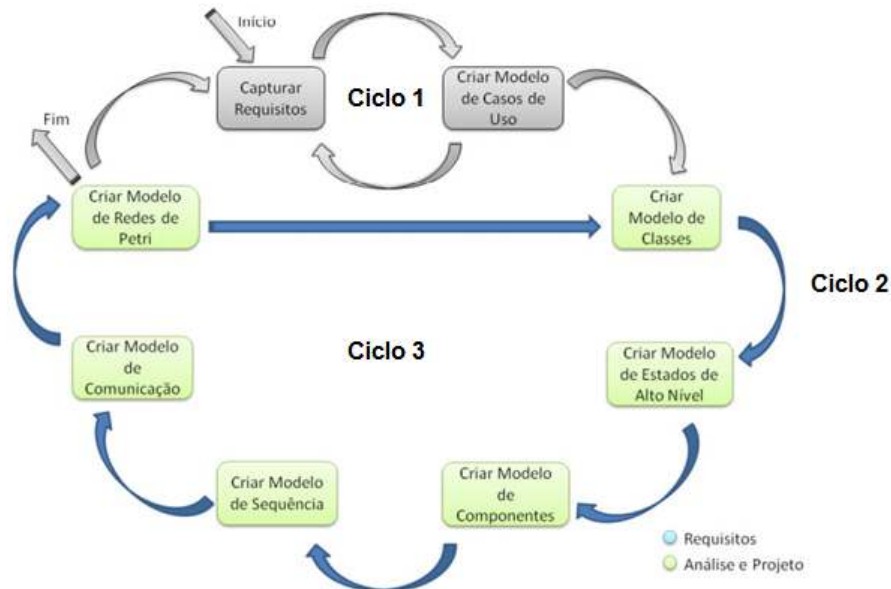 Início
Capturar
Requisitos
Ciclo 1
Criar Modelo
de Casos de
Uso
Fim
Criar Modelo
de Redes de
Petri
Criar
Modelo de
Classes
Ciclo 2
Criar Modelo
de
Comunicação
Ciclo 3
Criar Modelo
de Estados de
Alto Nível
Criar Modelo
de Sequência
Criar Modelo
de
Componentes
Requisitos
Análise e Projeto